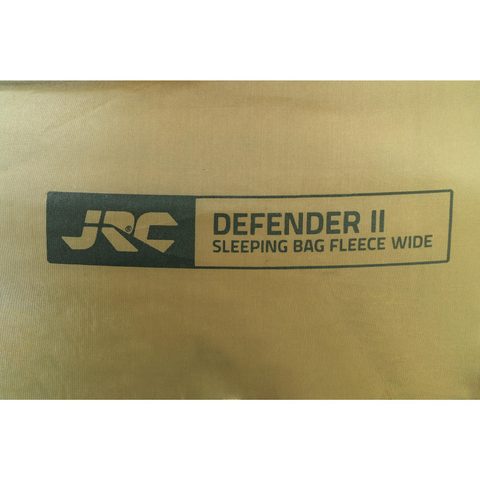 JRC®
DEFENDER II
SLEEPING BAG FLEECE WIDE